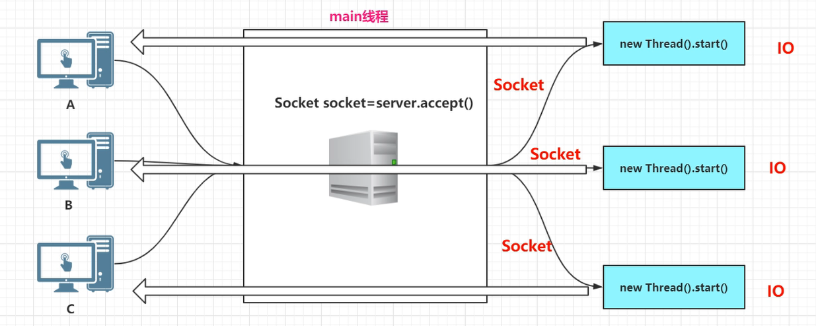 main线程
new Thread().start()
IO
Socket
A
Socket socket=server.accept()
Socket
new Thread().start()
IO
B
Socket
C
new Thread().start()
IO